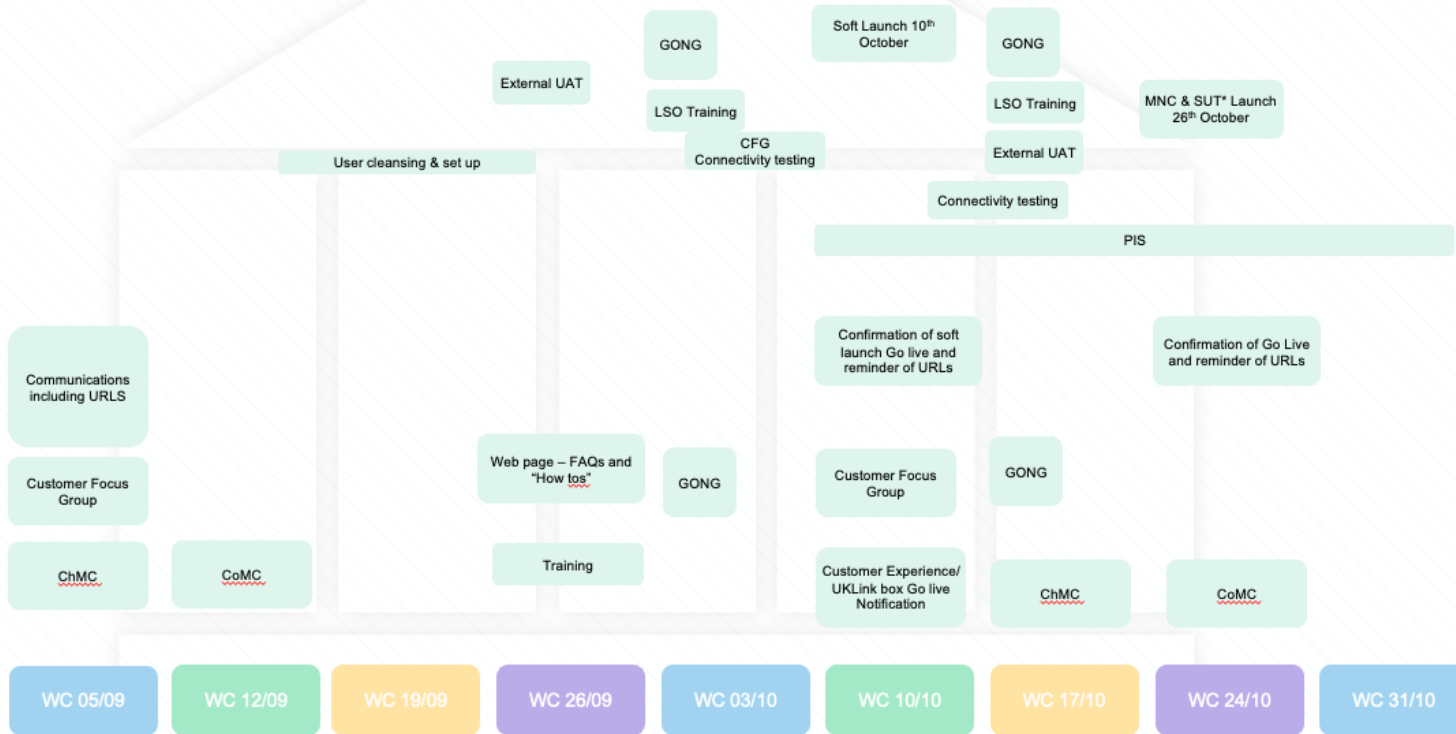 GONG
Soft Launch 10th
October
GONG
External UAT
LSO Training
LSO Training
MNC & SUT* Launch
26th October
CFG
Connectivity testing
External UAT
User cleansing & set up
Connectivity testing
PIS
Communications
including URLS
Confirmation of soft
launch Go live and
reminder of URLs
Confirmation of Go Live
and reminder of URLs
Customer Focus
Group
Web page – FAQs and
“How tos”
GONG
Customer Focus
Group
GONG
ChMC
CoMC
Training
Customer Experience/
UKLink box Go live
Notification
ChMC
CoMC
WC 05/09
WC 12/09
WC 19/09
WC 26/09
WC 03/10
WC 10/10
WC 17/10
WC 24/10
WC 31/10